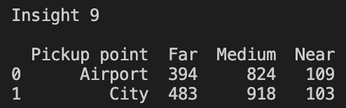 Insight 9
Pickup point Far Medium Near
0 Airport 394 824 109
1 City 483 918 103